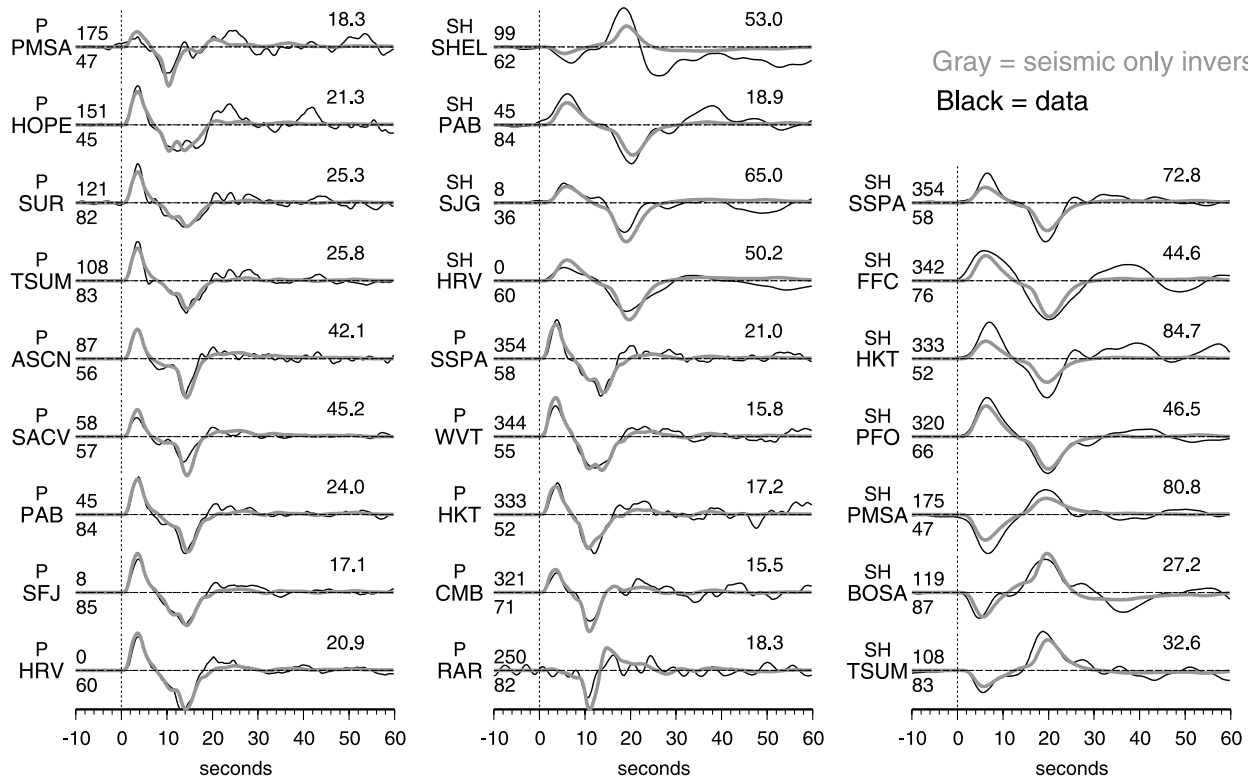 P
PMSA 175 47 18.3
P
HOPE 151 45 21.3
P
SUR 121 82 25.3
P
TSUM 108 83 25.8
P
ASCN 87 56 42.1
P
SACV 58 57 45.2
P
PAB 45 84 24.0
P
SFJ 8 85 17.1
P
HRV 0 60 20.9
-10 0 10 20 30 40 50 60
seconds
SH
SHEL 99 62 53.0
SH
PAB 45 84 18.9
SH
SJG 8 36 65.0
SH
HRV 0 60 50.2
P
SSPA 354 58 21.0
P
WVT 344 55 15.8
P
HKT 333 52 17.2
P
CMB 321 71 15.5
P
RAR 250 82 18.3
-10 0 10 20 30 40 50 60
seconds
Gray = seismic only invers
Black = data
SH
SSPA 354 58 72.8
SH
FFC 342 76 44.6
SH
HKT 333 52 84.7
SH
PFO 320 66 46.5
SH
PMSA 175 47 80.8
SH
BOSA 119 87 27.2
SH
TSUM 108 83 32.6
-10 0 10 20 30 40 50 60
seconds